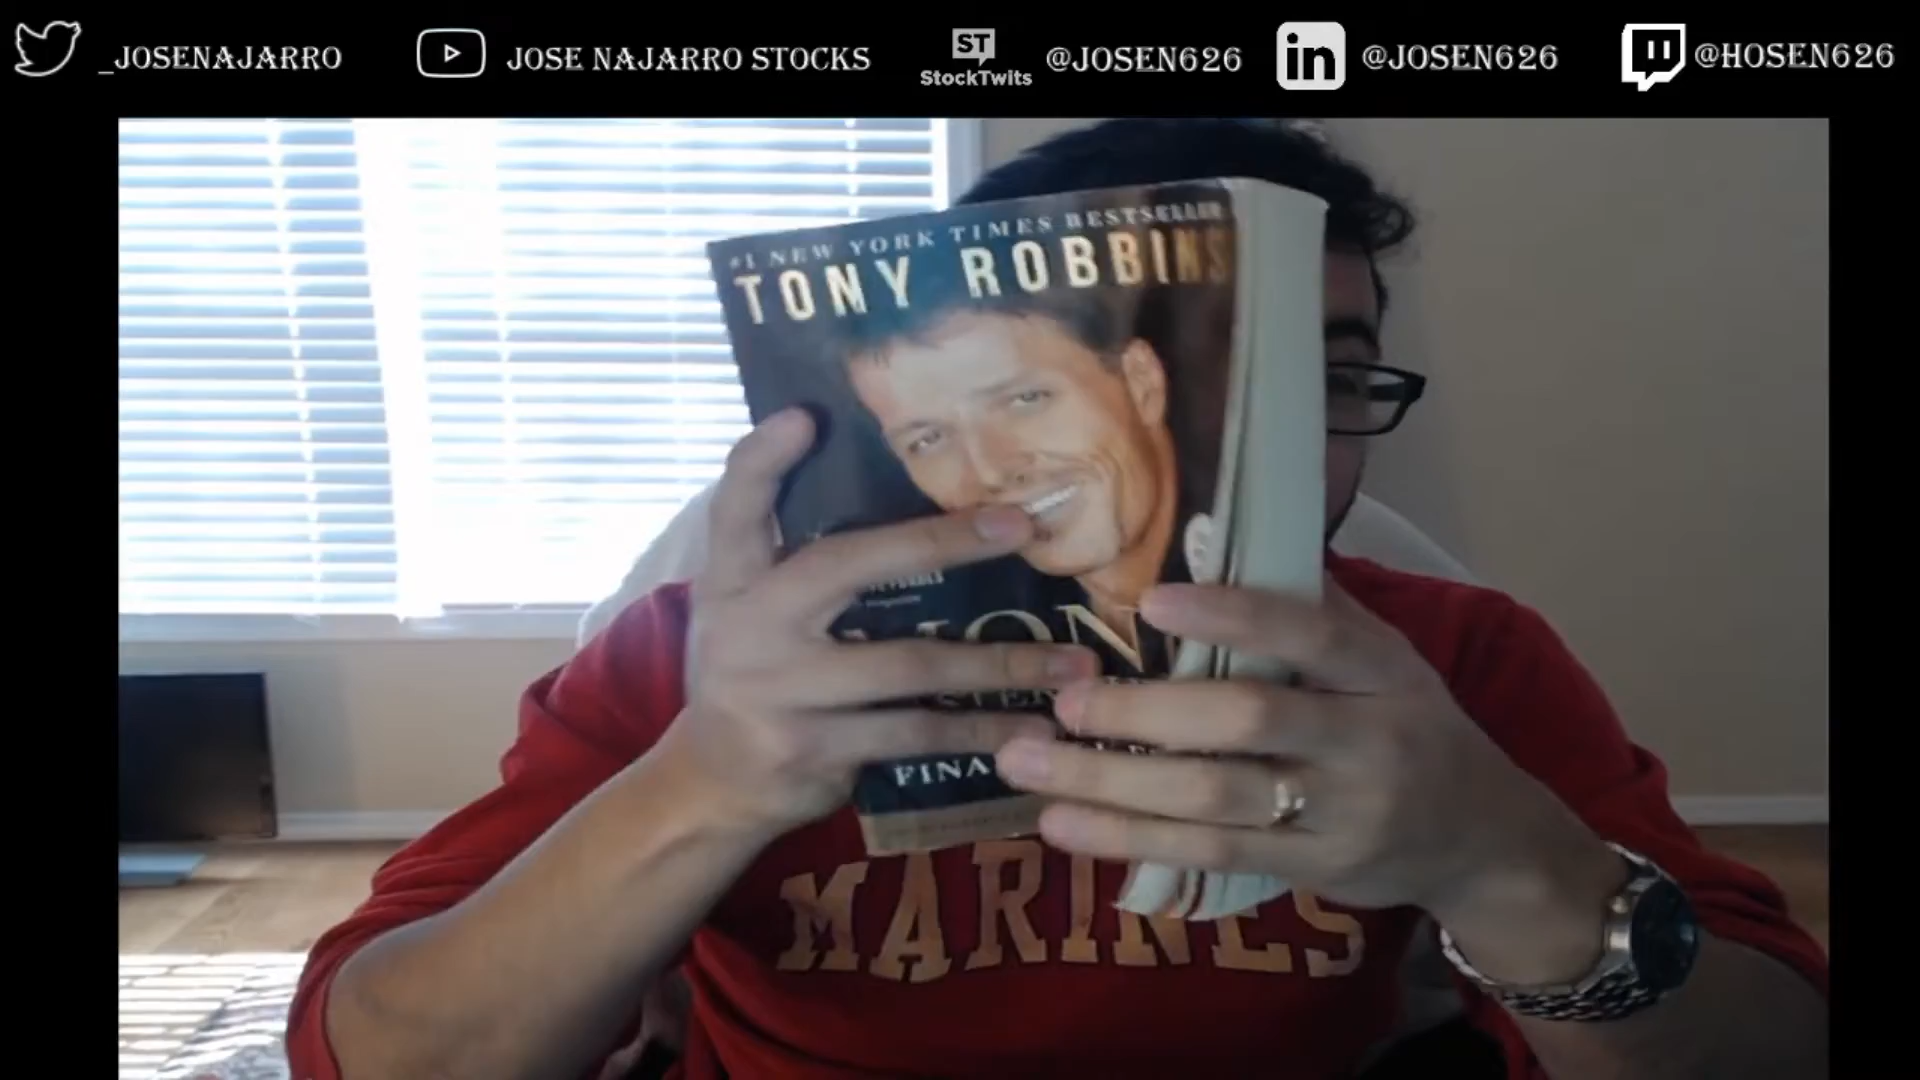 _JOSENAJARRO
JOSE NAJARRO STOCKS
ST
StockTwits
@JOSEN626
in
@JOSEN626
@HOSEN626
#1 NEW YORK TIMES BESTSELLER
TONY ROBBINS
magazine
FINA
MARINES